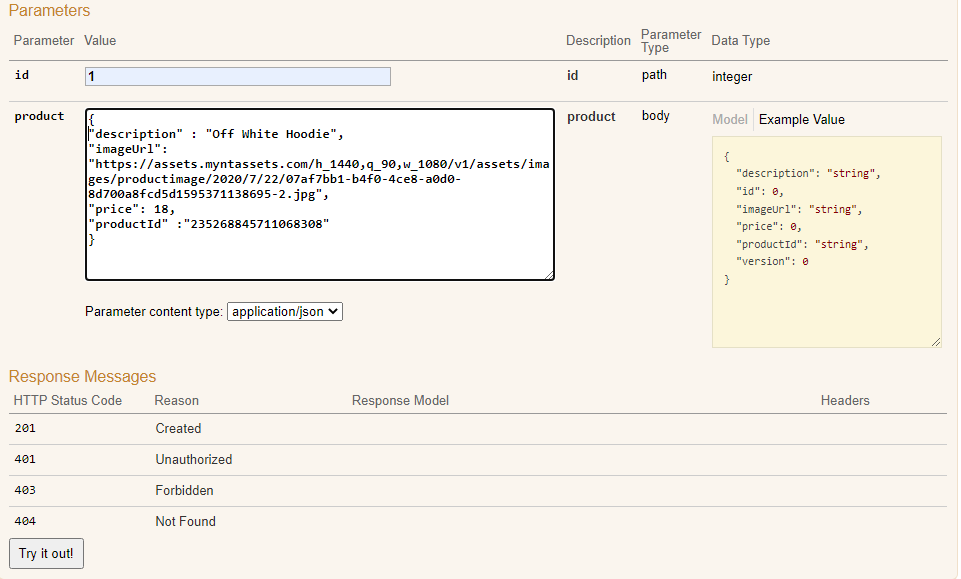 Parameters
Parameter Value Description Parameter Type Data Type
id 1 id path integer
product product body
{
"description" : "Off White Hoodie",
"imageUrl":
"https://assets.myntassets.com/h_1440,q_90,w_1080/v1/assets/ima
ges/productimage/2020/7/22/07af7bb1-b4f0-4ce8-a0d0-
8d700a8fcd5d1595371138695-2.jpg",
"price": 18,
"productId" :"235268845711068308"
}
Model Example Value
{
"description": "string",
"id": 0,
"imageUrl": "string",
"price": 0,
"productId": "string",
"version": 0
}
Parameter content type: application/json
Response Messages
HTTP Status Code Reason Response Model Headers
201 Created
401 Unauthorized
403 Forbidden
404 Not Found
Try it out!